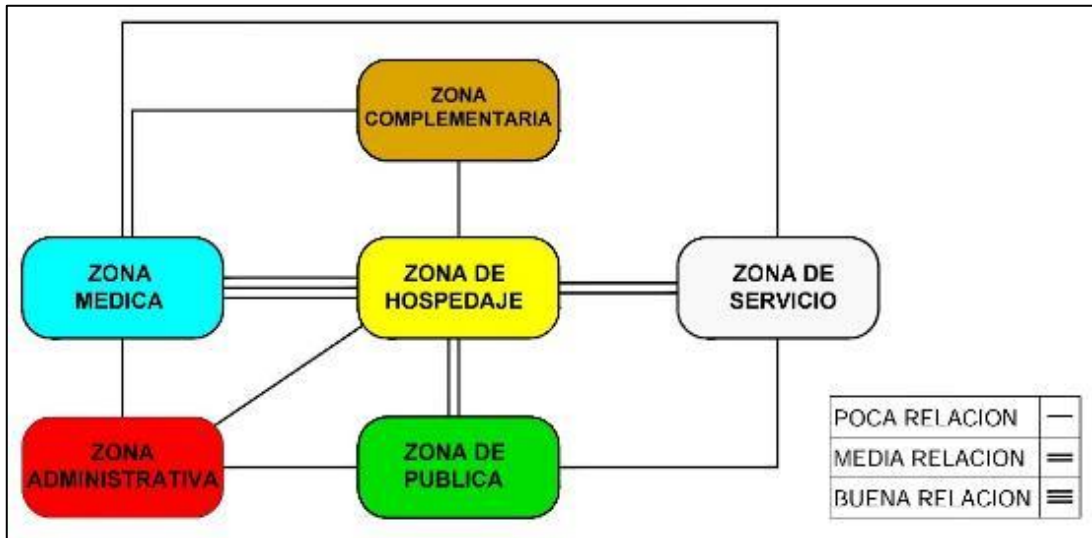 ZONA
COMPLEMENTARIA
ZONA
MEDICA
ZONA DE
HOSPEDAJE
ZONA DE
SERVICIO
ZONA
ADMINISTRATIVA
ZONA DE
PUBLICA
POCA RELACION
MEDIA RELACION
BUENA RELACION